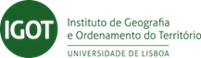 IGOT
Instituto de Geografia
e Ordenamento do Território
UNIVERSIDADE DE LISBOA